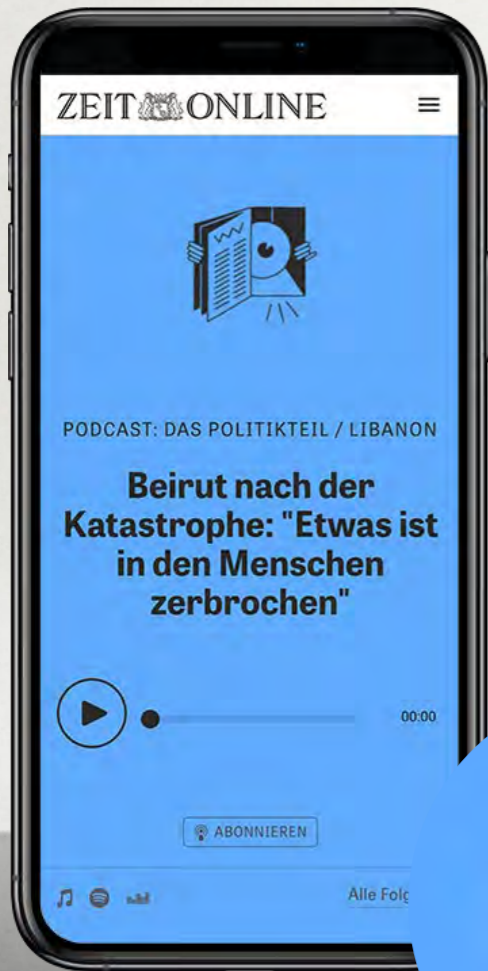 ZEIT ONLINE
PODCAST: DAS POLITIKTEIL / LIBANON
Beirut nach der
Katastrophe: "Etwas ist
in den Menschen
zerbrochen"
00:00
ABONNIEREN
Alle